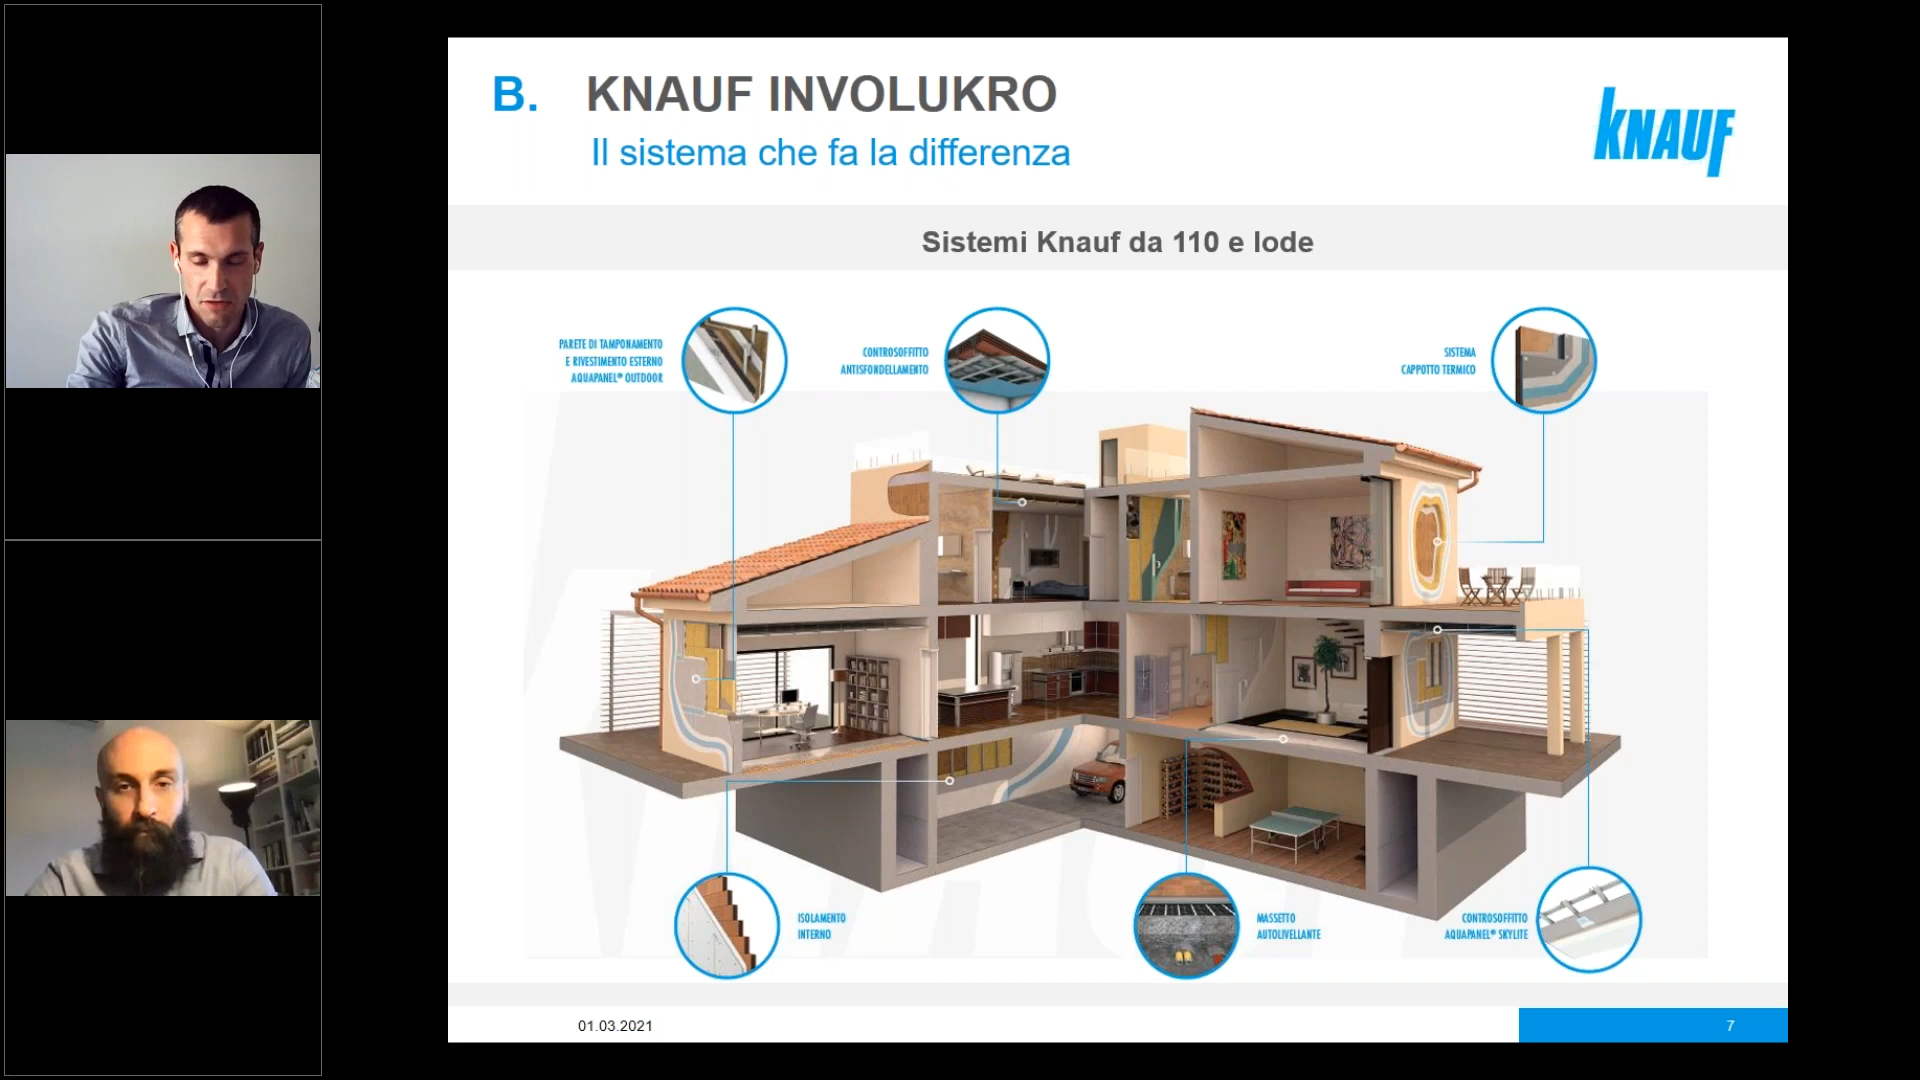 B. KNAUF INVOLUKRO
Il sistema che fa la differenza
KNAUF
Sistemi Knauf da 110 e lode
PARETE DI TAMPONAMENTO
E RIVESTIMENTO ESTERNO
AQUAPANEL® OUTDOOR
CONTROSOFFITTO
ANTISFONDELLAMENTO
SISTEMA
CAPPOTTO TERMICO
ISOLAMENTO
INTERNO
MASSETTO
AUTOLIVELLANTE
CONTROSOFFITTO
AQUAPANEL® SKYLITE
01.03.2021
7